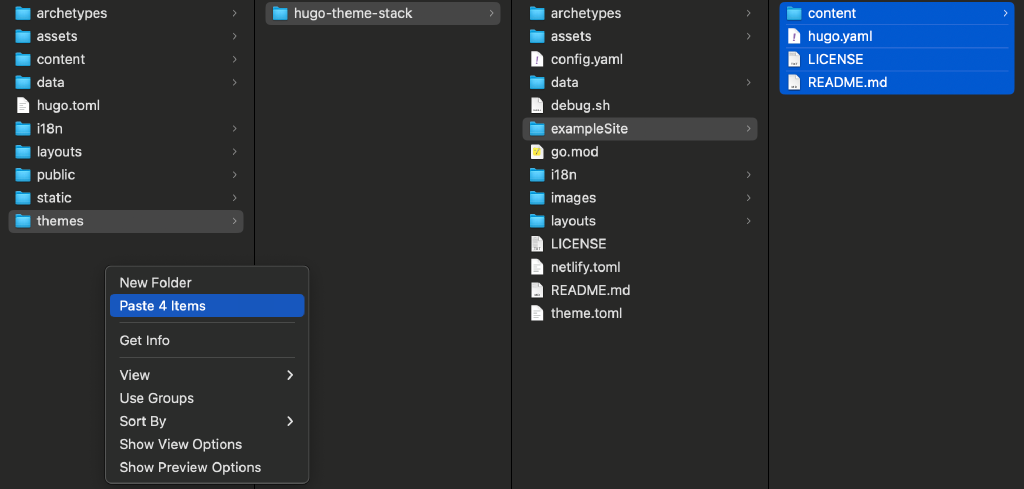 archetypes
assets
content
data
hugo.toml
i18n
layouts
public
static
themes
New Folder
Paste 4 Items
Get Info
View
Use Groups
Sort By
Show View Options
Show Preview Options
hugo-theme-stack
archetypes
assets
config.yaml
data
debug.sh
exampleSite
go.mod
i18n
images
layouts
LICENSE
netlify.toml
README.md
theme.toml
content
hugo.yaml
LICENSE
README.md